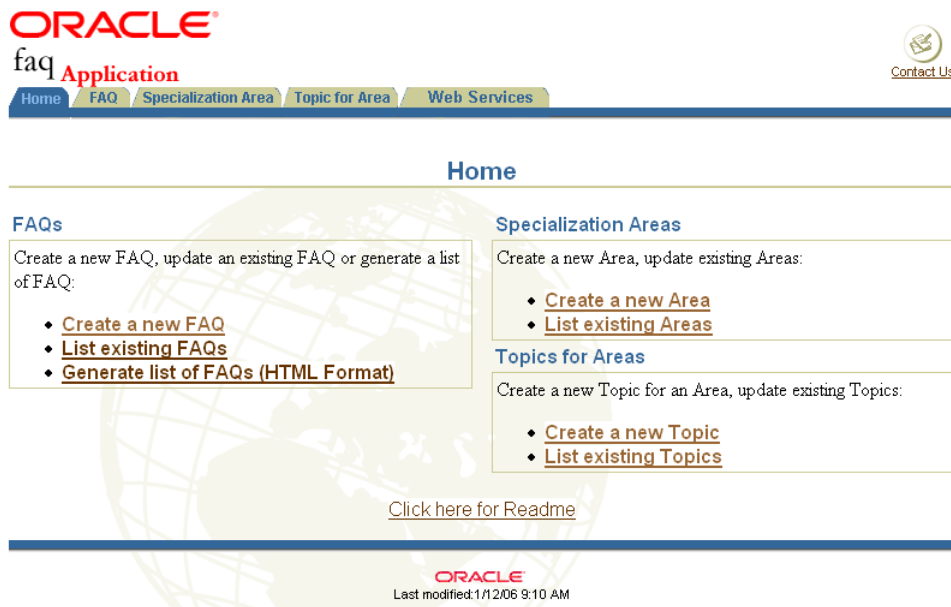 ORACLE
faq Application
Contact Us
Home FAQ Specialization Area Topic for Area Web Services
Home
FAQs
Create a new FAQ, update an existing FAQ or generate a list
of FAQ:
Create a new FAQ
List existing FAQs
Generate list of FAQs (HTML Format)
Specialization Areas
Create a new Area, update existing Areas:
Create a new Area
List existing Areas
Topics for Areas
Create a new Topic for an Area, update existing Topics:
Create a new Topic
List existing Topics
Click here for Readme
ORACLE
Last modified:1/12/06 9:10 AM